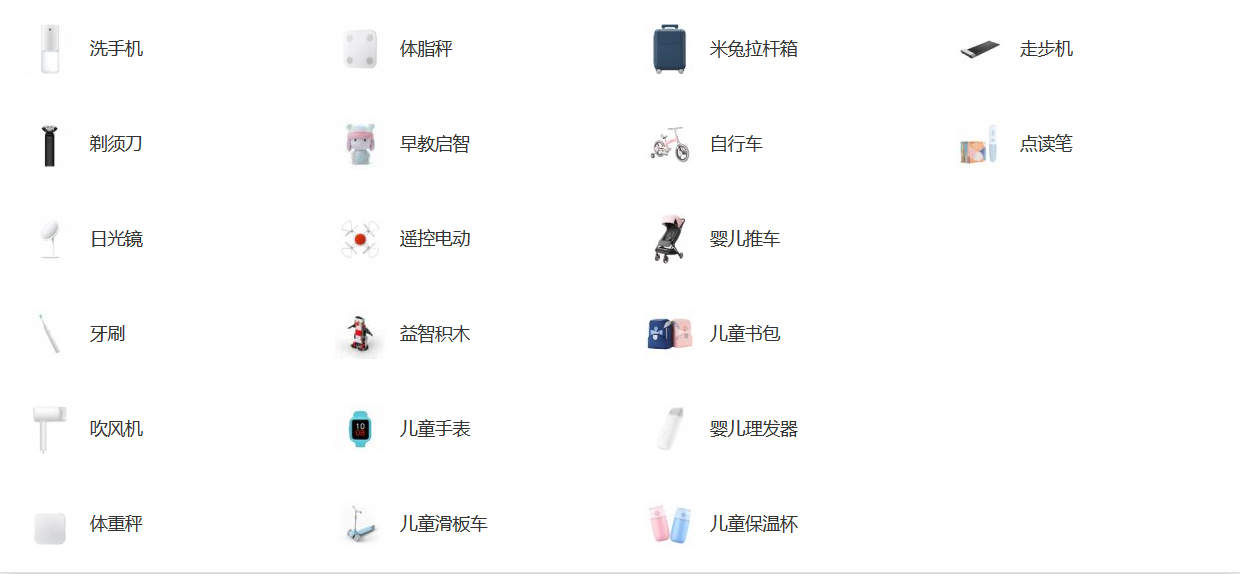 洗手机
体脂秤
米兔拉杆箱
走步机
剃须刀
早教启智
自行车
点读笔
日光镜
遥控电动
婴儿推车
牙刷
益智积木
儿童书包
吹风机
儿童手表
婴儿理发器
体重秤
儿童滑板车
儿童保温杯